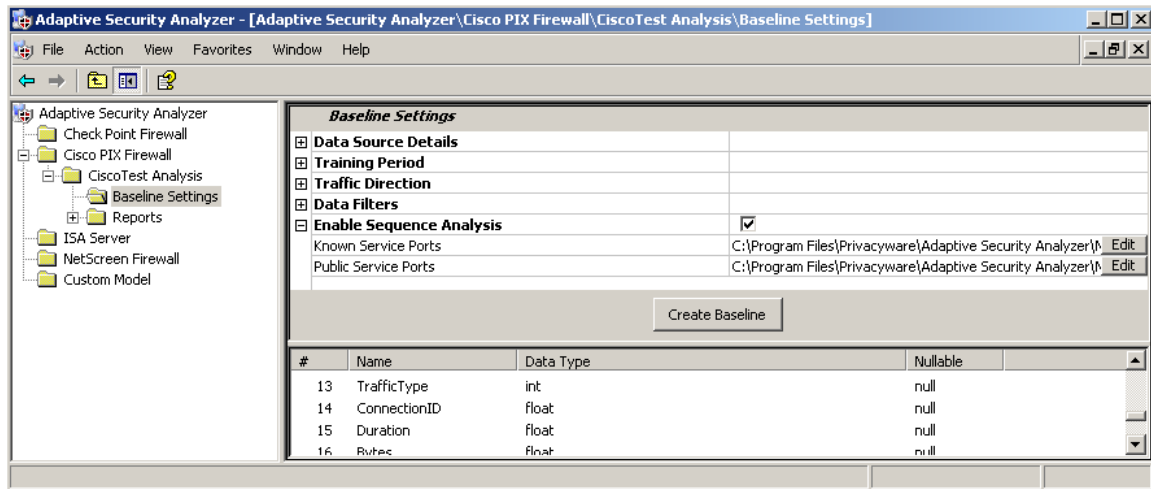 Adaptive Security Analyzer - [Adaptive Security Analyzer\Cisco PIX Firewall\CiscoTest Analysis\Baseline Settings]
File Action View Favorites Window Help
Adaptive Security Analyzer
Check Point Firewall
Cisco PIX Firewall
CiscoTest Analysis
Baseline Settings
Reports
ISA Server
NetScreen Firewall
Custom Model
Baseline Settings
Data Source Details
Training Period
Traffic Direction
Data Filters
Enable Sequence Analysis
Known Service Ports C:\Program Files\Privacyware\Adaptive Security Analyzer\ Edit
Public Service Ports C:\Program Files\Privacyware\Adaptive Security Analyzer\ Edit
Create Baseline
# Name Data Type Nullable
13 TrafficType int null
14 ConnectionID float null
15 Duration float null
16 Bytes float null